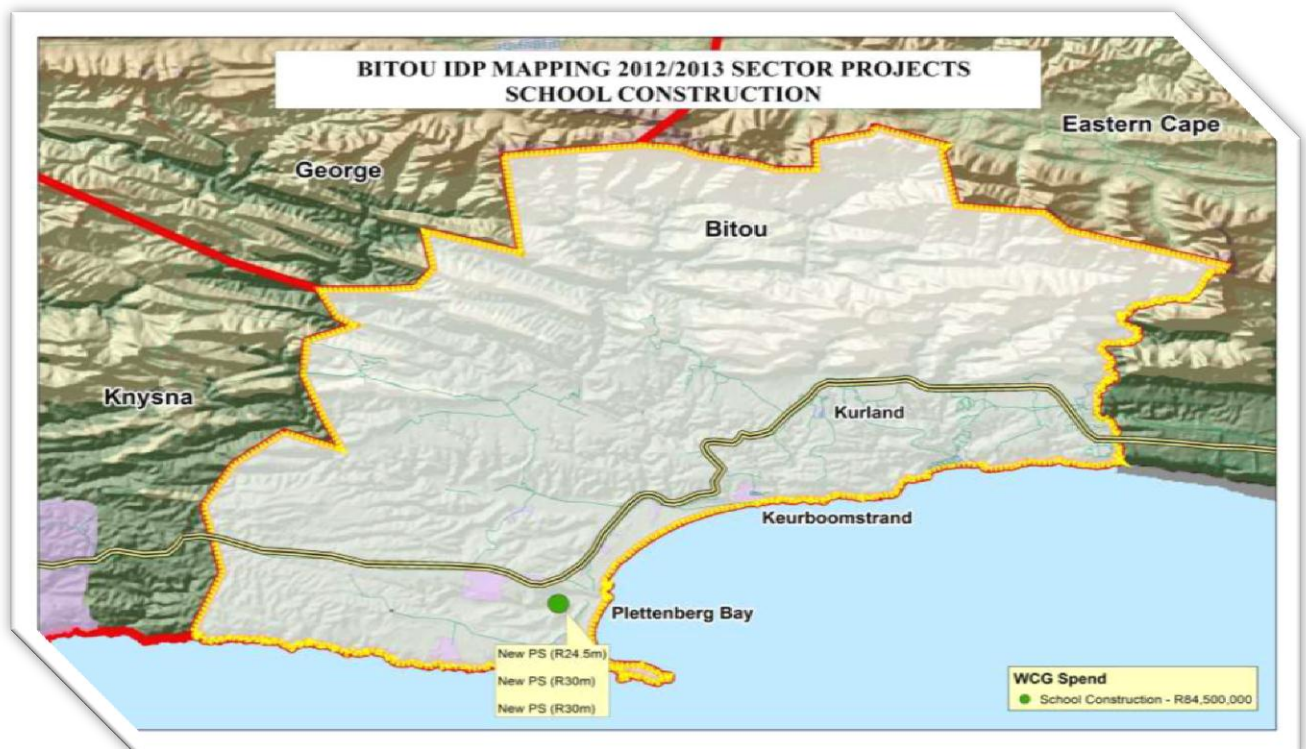 BITOU IDP MAPPING 2012/2013 SECTOR PROJECTS
SCHOOL CONSTRUCTION
Eastern Cape
George
Bitou
Knysna
Kurland
Keurboomstrand
Plettenberg Bay
New PS (R24.5m)
New PS (R30m)
New PS (R30m)
WCG Spend
School Construction - R84,500,000